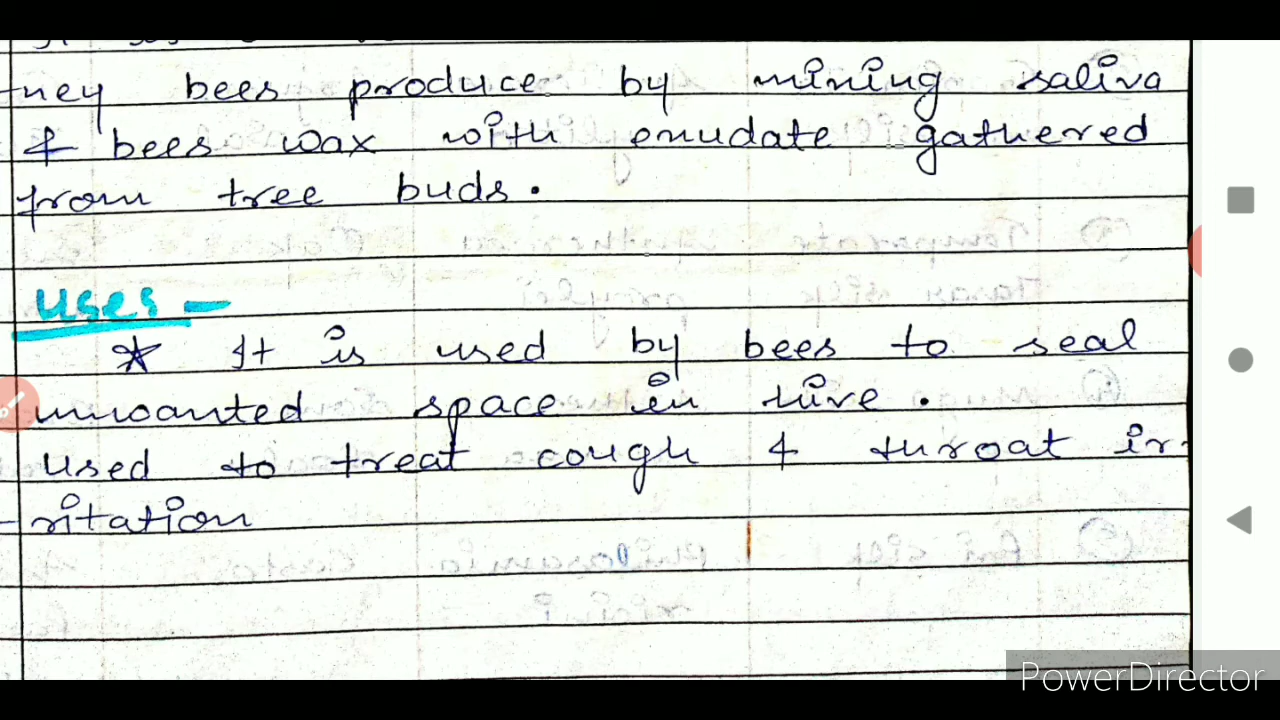 -ney bees produce by mixing saliva
& bees wax with exudate gathered
from tree buds.
uses -
* It is used by bees to seal
unwanted space in hive.
used to treat cough & throat ir-
-ritation
PowerDirector